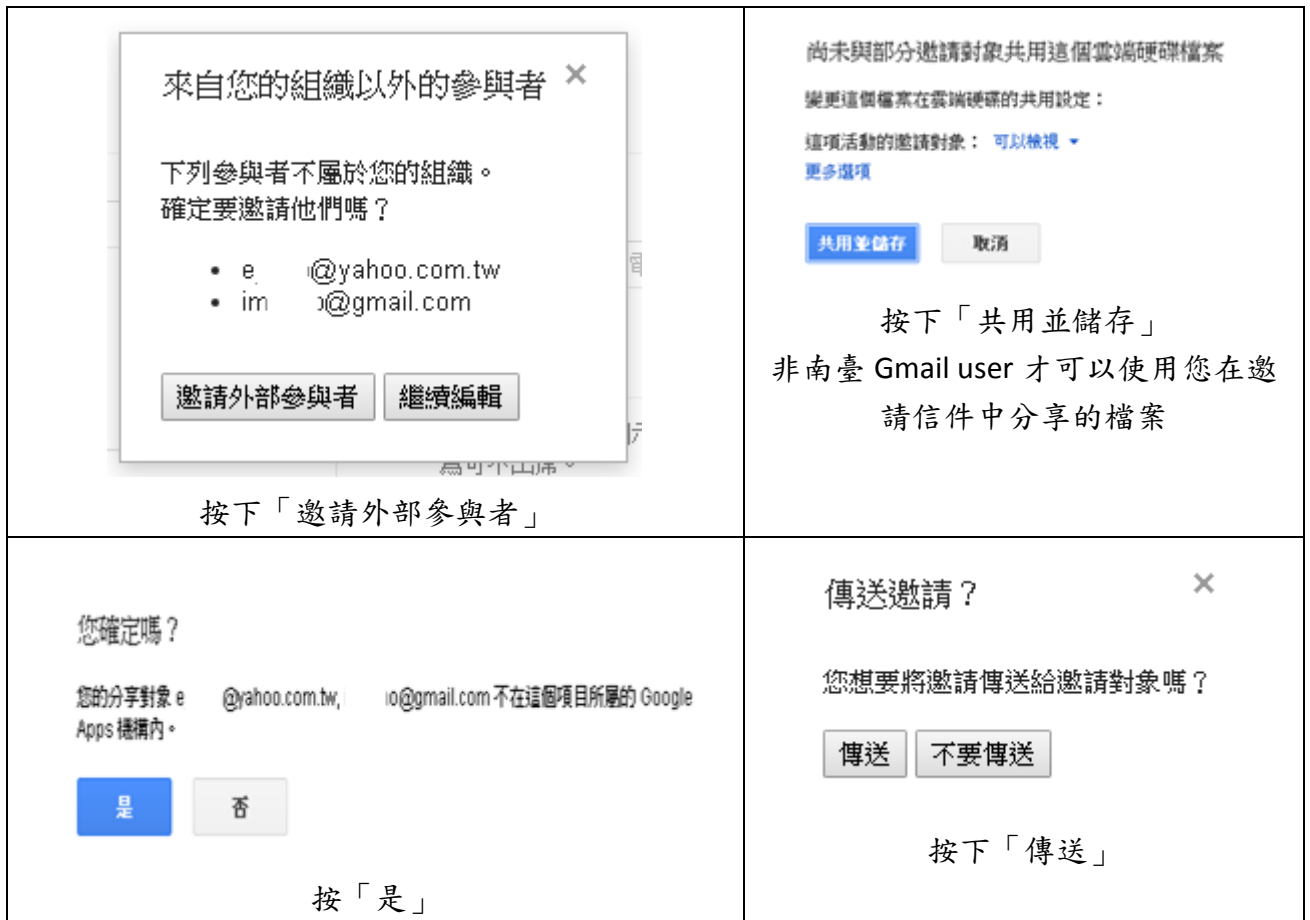 來自您的組織以外的參與者 ×
下列參與者不屬於您的組織。
確定要邀請他們嗎？
• e @yahoo.com.tw
• im @gmail.com
邀請外部參與者 繼續編輯
為可不出席。
按下「邀請外部參與者」
尚未與部分邀請對象共用這個雲端硬碟檔案
變更這個檔案在雲端硬碟的共用設定：
這項活動的邀請對象： 可以檢視
更多選項
共用並儲存 取消
按下「共用並儲存」
非南臺 Gmail user 才可以使用您在邀
請信件中分享的檔案
您確定嗎？
您的分享對象 e @yahoo.com.tw, o@gmail.com 不在這個項目所屬的 Google
Apps 機構內。
是 否
按「是」
傳送邀請？ ×
您想要將邀請傳送給邀請對象嗎？
傳送 不要傳送
按下「傳送」